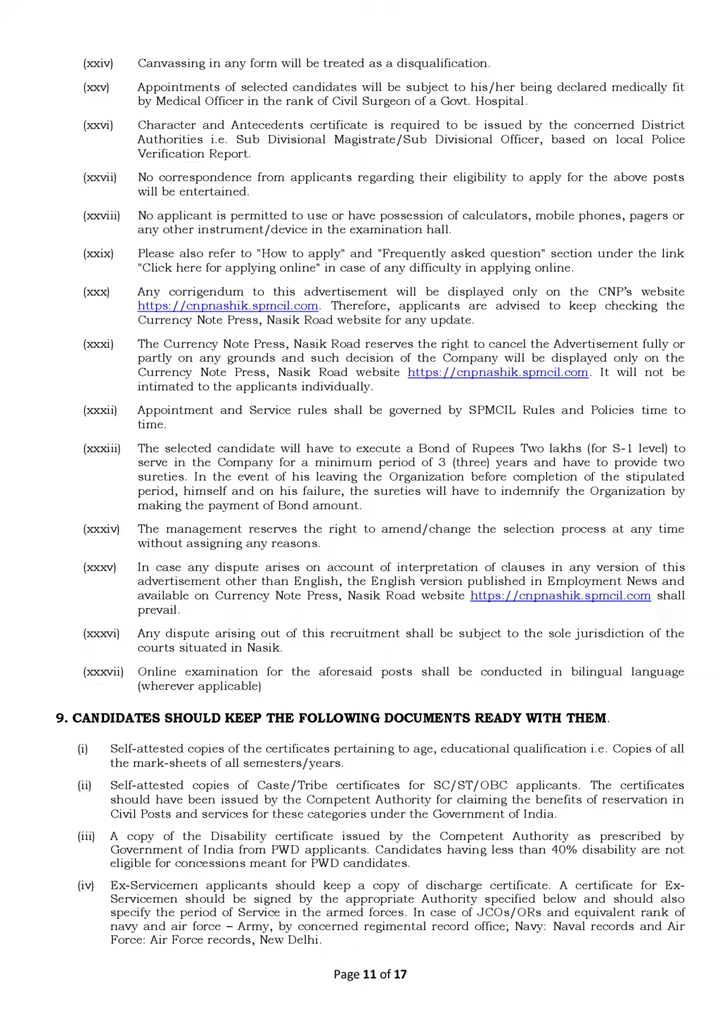 (xxiv) Canvassing in any form will be treated as a disqualification.
(xxv) Appointments of selected candidates will be subject to his/her being declared medically fit
by Medical Officer in the rank of Civil Surgeon of a Govt. Hospital.
(xxvi) Character and Antecedents certificate is required to be issued by the concerned District
Authorities i.e. Sub Divisional Magistrate/Sub Divisional Officer, based on local Police
Verification Report.
(xxvii) No correspondence from applicants regarding their eligibility to apply for the above posts
will be entertained.
(xxviii) No applicant is permitted to use or have possession of calculators, mobile phones, pagers or
any other instrument/device in the examination hall.
(xxix) Please also refer to "How to apply" and "Frequently asked question" section under the link
"Click here for applying online" in case of any difficulty in applying online.
(xxx) Any corrigendum to this advertisement will be displayed only on the CNP's website
https://cnpnashik.spmcil.com. Therefore, applicants are advised to keep checking the
Currency Note Press, Nasik Road website for any update.
(xxxi) The Currency Note Press, Nasik Road reserves the right to cancel the Advertisement fully or
partly on any grounds and such decision of the Company will be displayed only on the
Currency Note Press, Nasik Road website https://cnpnashik.spmcil.com. It will not be
intimated to the applicants individually.
(xxxii) Appointment and Service rules shall be governed by SPMCIL Rules and Policies time to
time.
(xxxiii) The selected candidate will have to execute a Bond of Rupees Two lakhs (for S-1 level) to
serve in the Company for a minimum period of 3 (three) years and have to provide two
sureties. In the event of his leaving the Organization before completion of the stipulated
period, himself and on his failure, the sureties will have to indemnify the Organization by
making the payment of Bond amount.
(xxxiv) The management reserves the right to amend/change the selection process at any time
without assigning any reasons.
(xxxv) In case any dispute arises on account of interpretation of clauses in any version of this
advertisement other than English, the English version published in Employment News and
available on Currency Note Press, Nasik Road website https://cnpnashik.spmcil.com shall
prevail.
(xxxvi) Any dispute arising out of this recruitment shall be subject to the sole jurisdiction of the
courts situated in Nasik.
(xxxvii) Online examination for the aforesaid posts shall be conducted in bilingual language
(wherever applicable)
9. CANDIDATES SHOULD KEEP THE FOLLOWING DOCUMENTS READY WITH THEM.
(i) Self-attested copies of the certificates pertaining to age, educational qualification i.e. Copies of all
the mark-sheets of all semesters/years.
(ii) Self-attested copies of Caste/Tribe certificates for SC/ST/OBC applicants. The certificates
should have been issued by the Competent Authority for claiming the benefits of reservation in
Civil Posts and services for these categories under the Government of India.
(iii) A copy of the Disability certificate issued by the Competent Authority as prescribed by
Government of India from PWD applicants. Candidates having less than 40% disability are not
eligible for concessions meant for PWD candidates.
(iv) Ex-Servicemen applicants should keep a copy of discharge certificate. A certificate for Ex-
Servicemen should be signed by the appropriate Authority specified below and should also
specify the period of Service in the armed forces. In case of JCOs/ORs and equivalent rank of
navy and air force – Army, by concerned regimental record office; Navy: Naval records and Air
Force: Air Force records, New Delhi.
Page 11 of 17